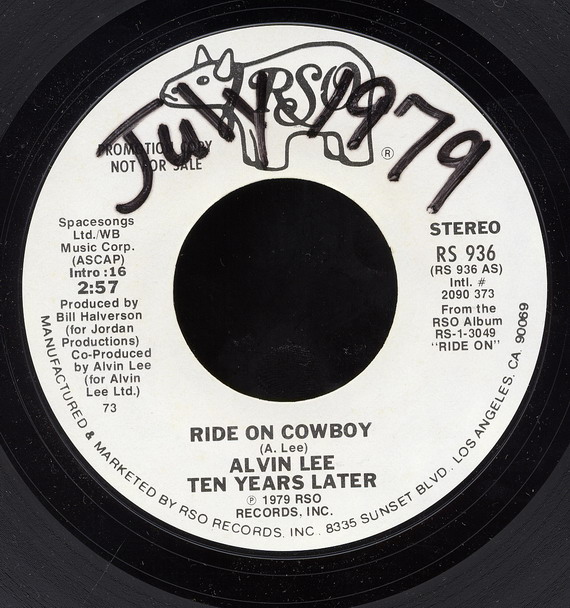 RSO
July 1979
PROMOTION COPY
NOT FOR SALE
®
Spacesongs
Ltd./WB
Music Corp.
(ASCAP)
Intro :16
2:57
Produced by
Bill Halverson
(for Jordan
Productions)
Co-Produced
by Alvin Lee
(for Alvin
Lee Ltd.)
73
STEREO
RS 936
(RS 936 AS)
Intl. #
2090 373
From the
RSO Album
RS-1-3049
"RIDE ON"
RIDE ON COWBOY
(A. Lee)
ALVIN LEE
TEN YEARS LATER
℗ 1979 RSO
RECORDS, INC.
MANUFACTURED & MARKETED BY RSO RECORDS, INC., 8335 SUNSET BLVD., LOS ANGELES, CA. 90069